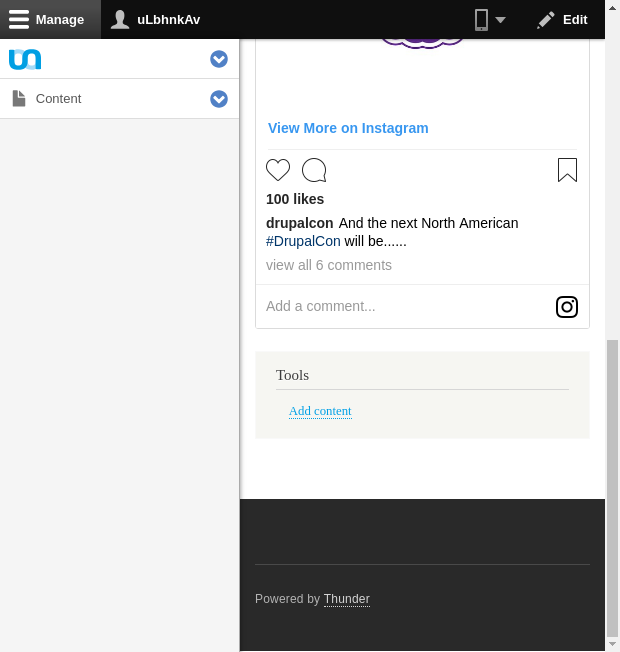 Manage
uLbhnkAv
Edit
Content
View More on Instagram
100 likes
drupalcon And the next North American
#DrupalCon will be......
view all 6 comments
Add a comment...
Tools
Add content
Powered by Thunder